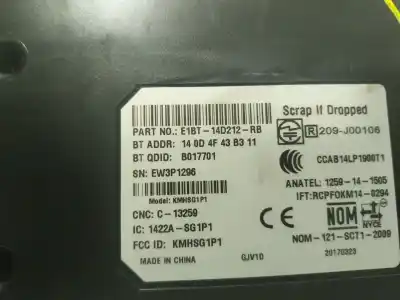 Scrap If Dropped
PART NO.: E1BT-14D212-RB
R 209-J00106
BT ADDR: 14 0D 4F 43 B3 11
BT QDID: B017701
CCAB14LP1900T1
SN: EW3P1296
ANATEL: 1259-14-1505
IFT:RCPFOKM14-0294
Model: KMHSG1P1
CNC: C-13259
CE
NOM
NYCE
IC: 1422A-SG1P1
NOM-121-SCT1-2009
FCC ID: KMHSG1P1
MADE IN CHINA
GJV10
20170323